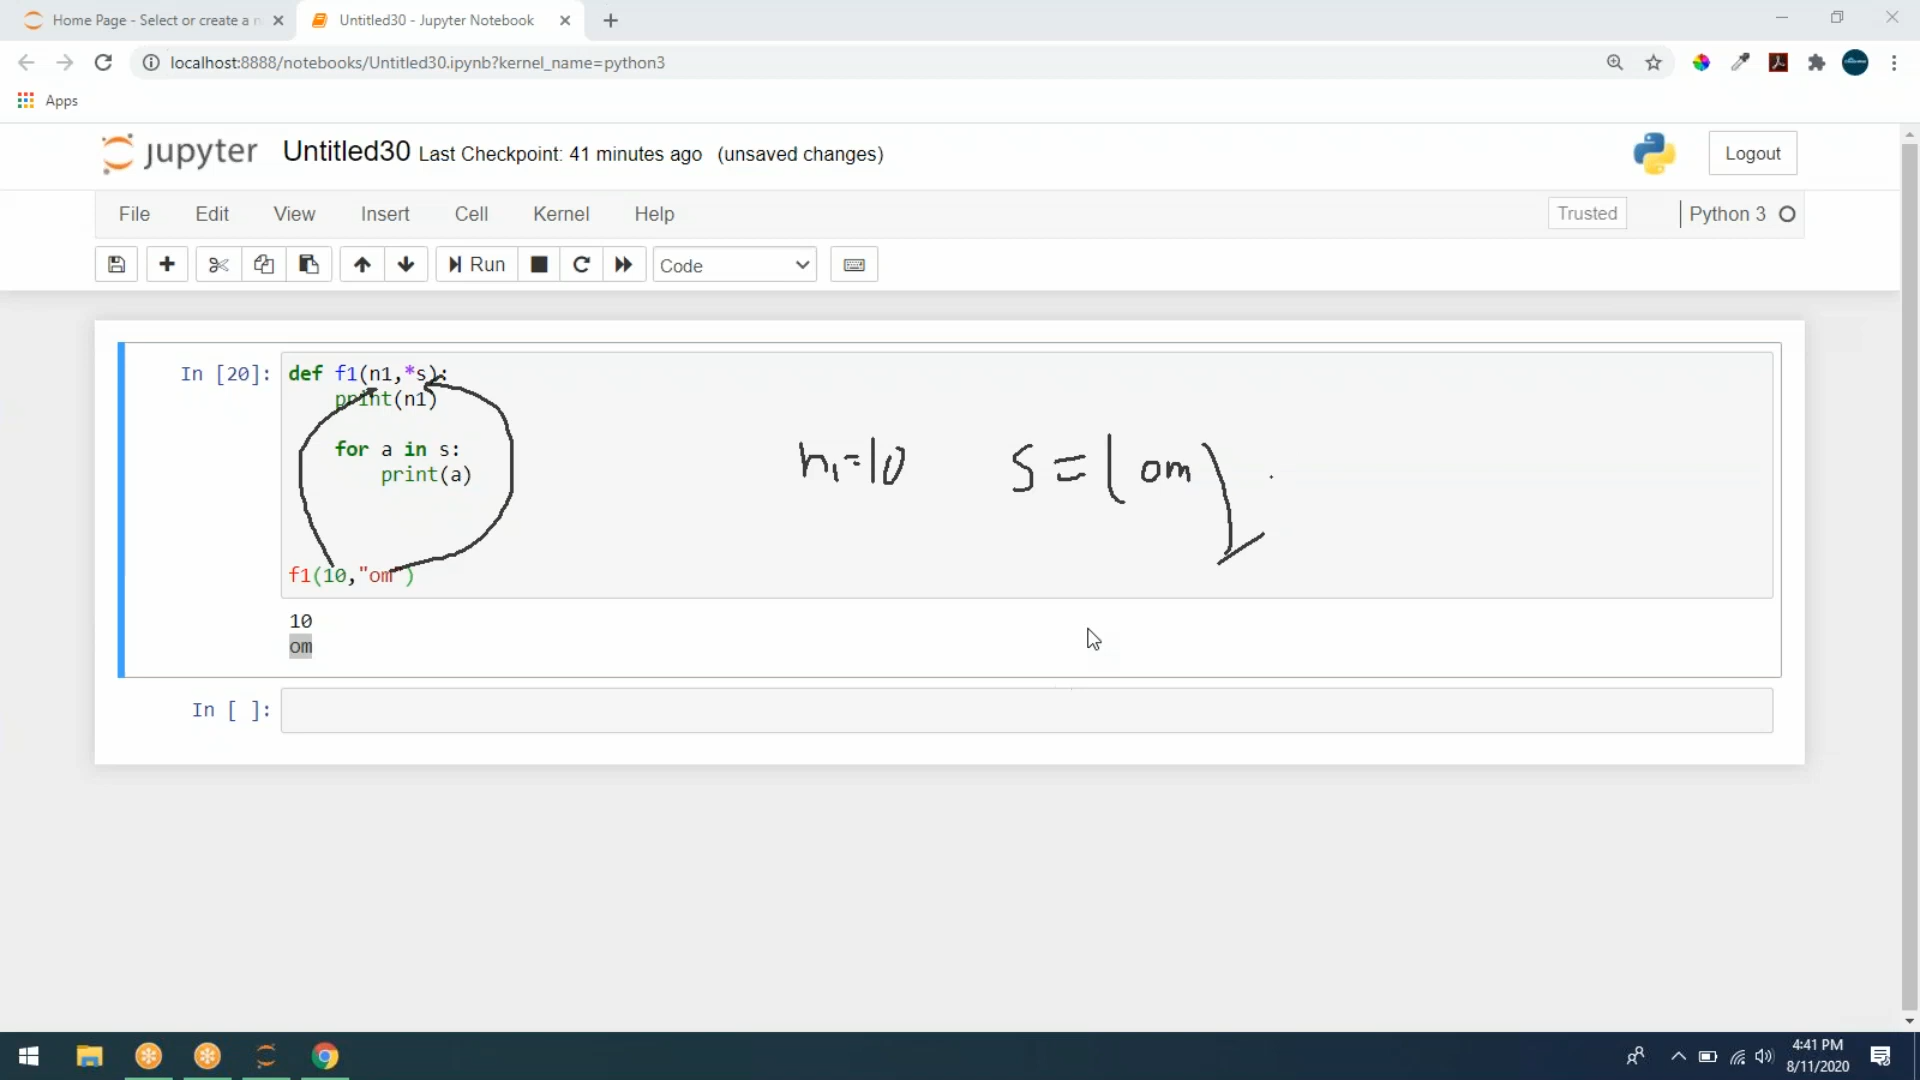 Home Page - Select or create a n
Untitled30 - Jupyter Notebook
localhost:8888/notebooks/Untitled30.ipynb?kernel_name=python3
Apps
jupyter Untitled30 Last Checkpoint: 41 minutes ago (unsaved changes)
Logout
File Edit View Insert Cell Kernel Help
Trusted
Python 3
Run
Code
In [20]: def f1(n1,*s):
print(n1)
for a in s:
print(a)
n1=10 S=(om)
f1(10,"om")
10
om
In [ ]:
4:41 PM
8/11/2020